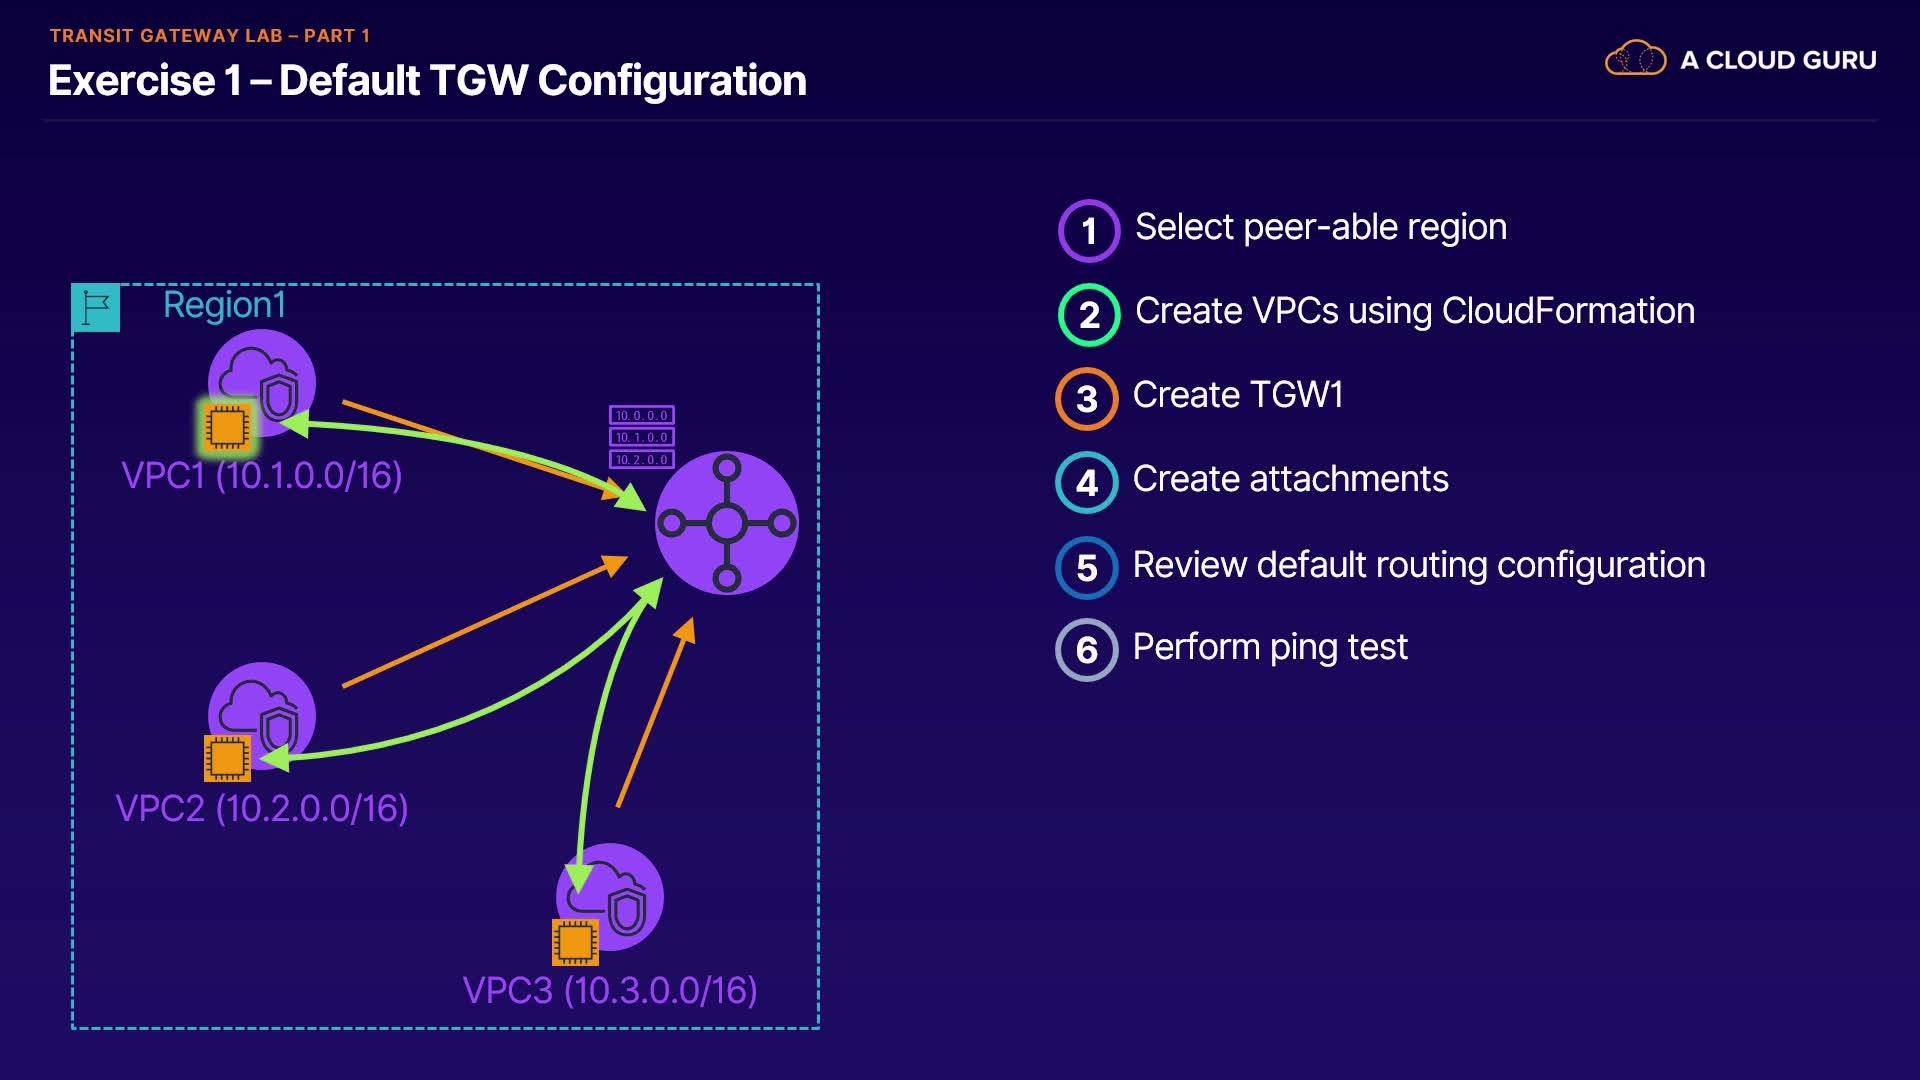 TRANSIT GATEWAY LAB – PART 1
Exercise 1 – Default TGW Configuration
A CLOUD GURU
Region1
10.0.0.0
10.1.0.0
10.2.0.0
VPC1 (10.1.0.0/16)
VPC2 (10.2.0.0/16)
VPC3 (10.3.0.0/16)
1 Select peer-able region
2 Create VPCs using CloudFormation
3 Create TGW1
4 Create attachments
5 Review default routing configuration
6 Perform ping test